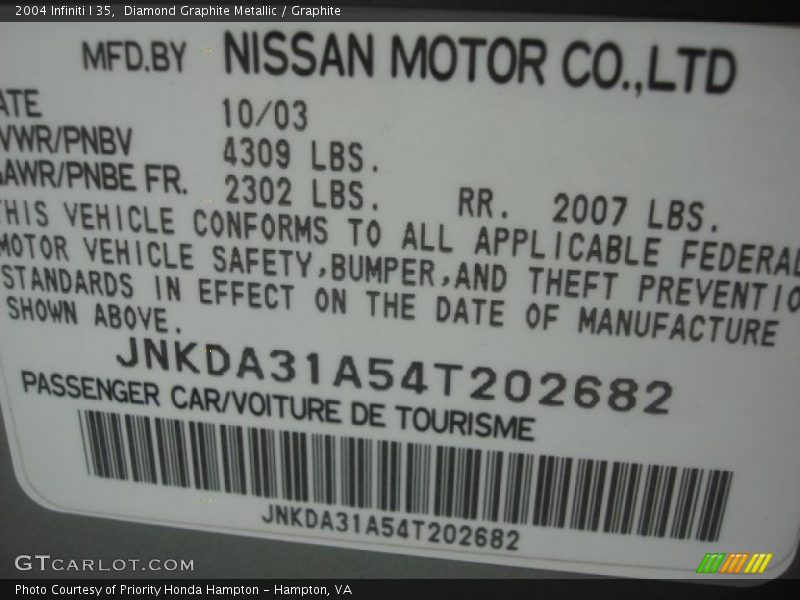 2004 Infiniti I 35,  Diamond Graphite Metallic / Graphite
MFD.BY NISSAN MOTOR CO.,LTD
ATE 10/03
VWR/PNBV 4309 LBS.
AWR/PNBE FR. 2302 LBS. RR. 2007 LBS.
HIS VEHICLE CONFORMS TO ALL APPLICABLE FEDERAL
MOTOR VEHICLE SAFETY,BUMPER,AND THEFT PREVENTIO
STANDARDS IN EFFECT ON THE DATE OF MANUFACTURE
SHOWN ABOVE.
JNKDA31A54T202682
PASSENGER CAR/VOITURE DE TOURISME
JNKDA31A54T202682
GTCARLOT.COM
Photo Courtesy of Priority Honda Hampton - Hampton, VA